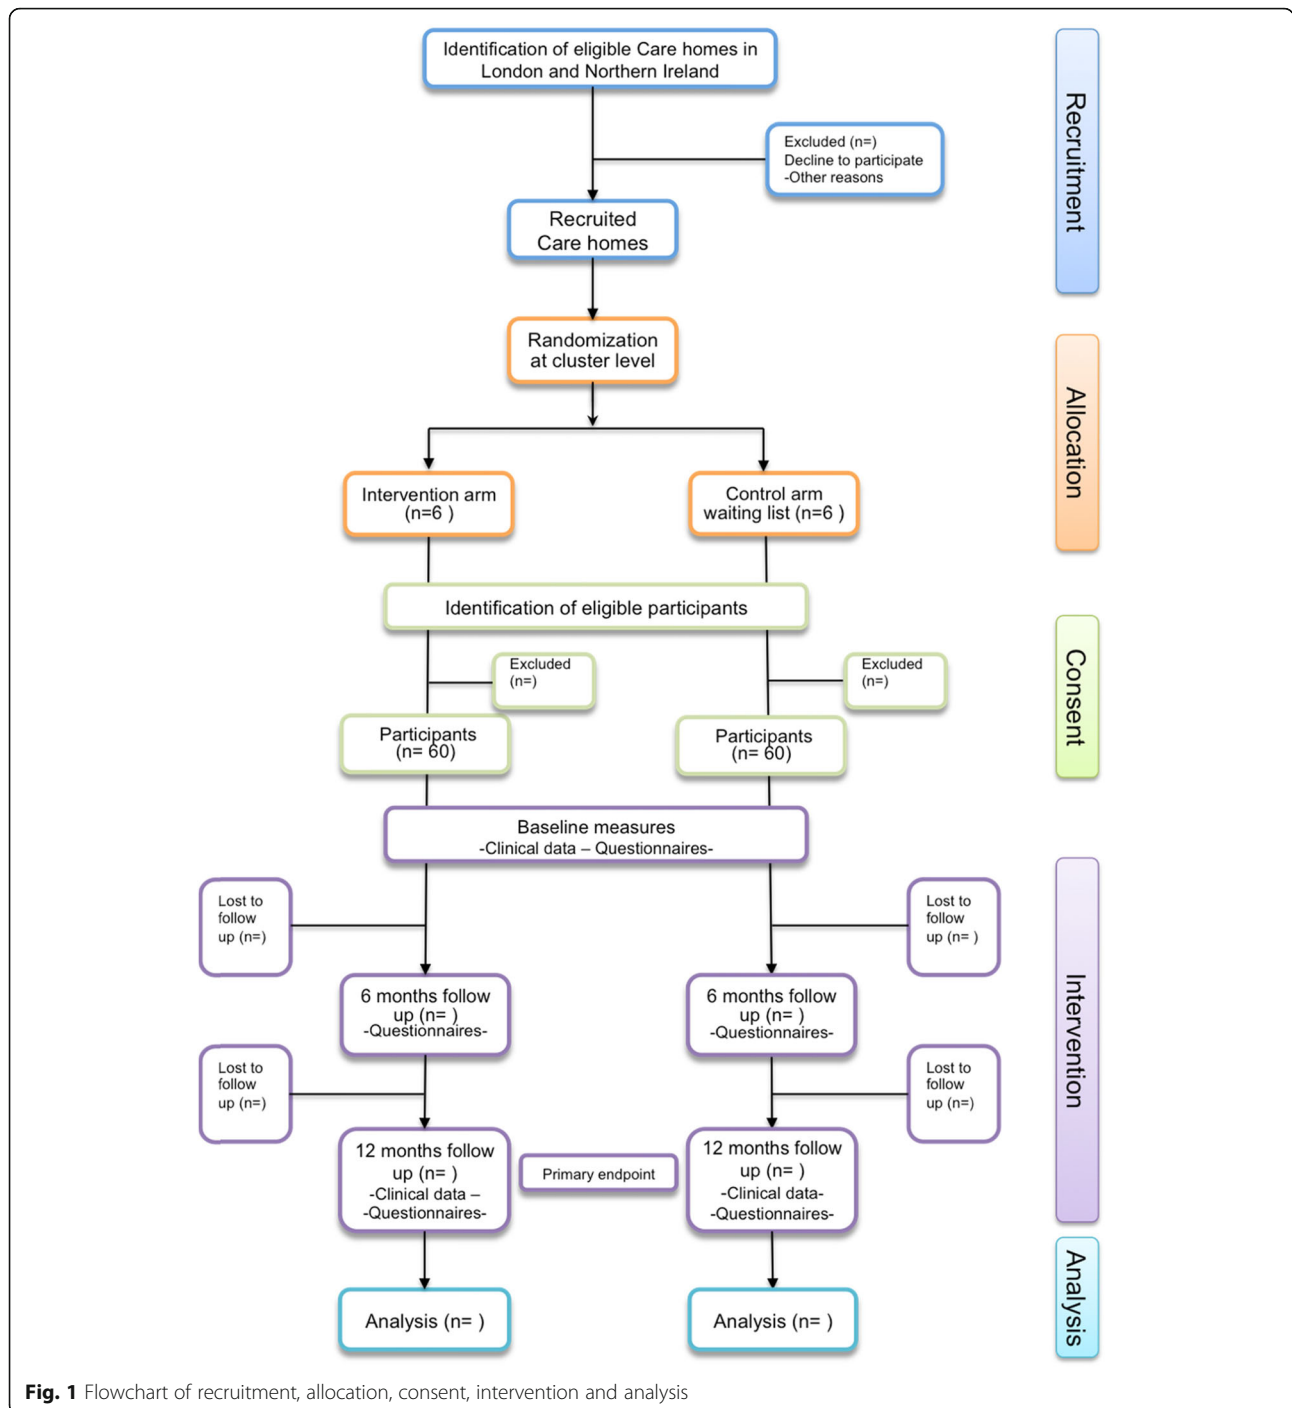 Identification of eligible Care homes in
London and Northern Ireland
Recruitment
Excluded (n=)
Decline to participate
-Other reasons
Recruited
Care homes
Randomization
at cluster level
Allocation
Intervention arm
(n=6 )
Control arm
waiting list (n=6 )
Identification of eligible participants
Consent
Excluded
(n=)
Excluded
(n=)
Participants
(n= 60)
Participants
(n= 60)
Baseline measures
-Clinical data – Questionnaires-
Intervention
Lost to
follow
up (n=)
Lost to
follow
up (n= )
6 months follow
up (n= )
-Questionnaires-
6 months follow
up (n= )
-Questionnaires-
Lost to
follow
up (n=)
Lost to
follow
up (n=)
12 months follow
up (n= )
-Clinical data –
-Questionnaires-
Primary endpoint
12 months follow
up (n= )
-Clinical data-
-Questionnaires-
Analysis
Analysis (n= )
Analysis (n= )
Fig. 1 Flowchart of recruitment, allocation, consent, intervention and analysis